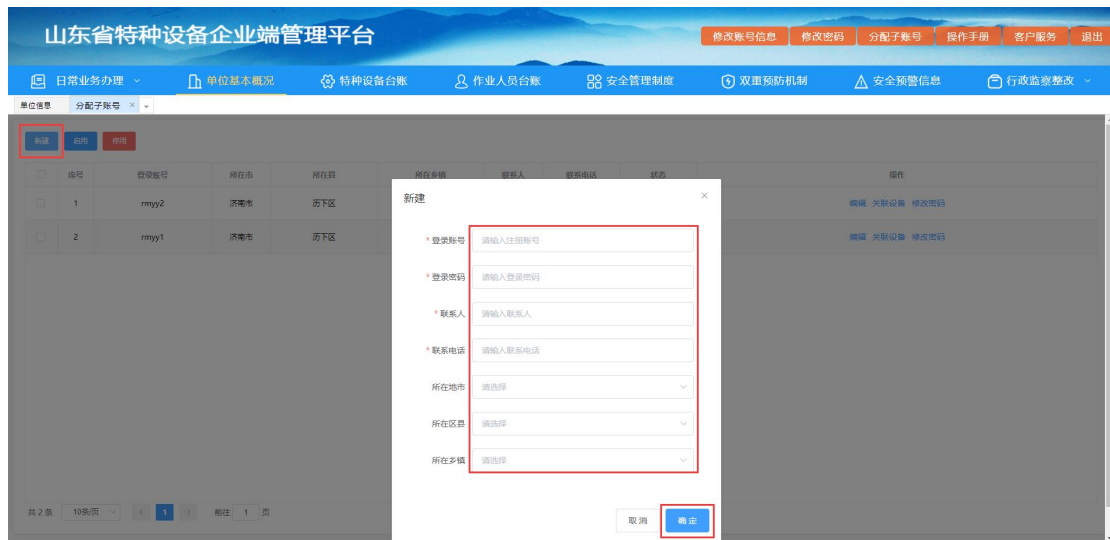 山东省特种设备企业端管理平台
修改账号信息 修改密码 分配子账号 操作手册 客户服务 退出
日常业务办理 单位基本概况 特种设备台账 作业人员台账 安全管理制度 双重预防机制 安全预警信息 行政监察整改
单位信息 分配子账号 ×
新建 启用 停用
序号 登录账号 所在市 所在县 所在乡镇 联系人 联系电话 状态 操作
1 rmyy2 济南市 历下区 编辑 关联设备 修改密码
2 rmyy1 济南市 历下区 编辑 关联设备 修改密码
新建 ×
* 登录账号 请输入注册账号
* 登录密码 请输入登录密码
* 联系人 请输入联系人
* 联系电话 请输入联系电话
所在地市 请选择
所在区县 请选择
所在乡镇 请选择
取消 确定
共 2 条 10条/页 < 1 > 前往 1 页